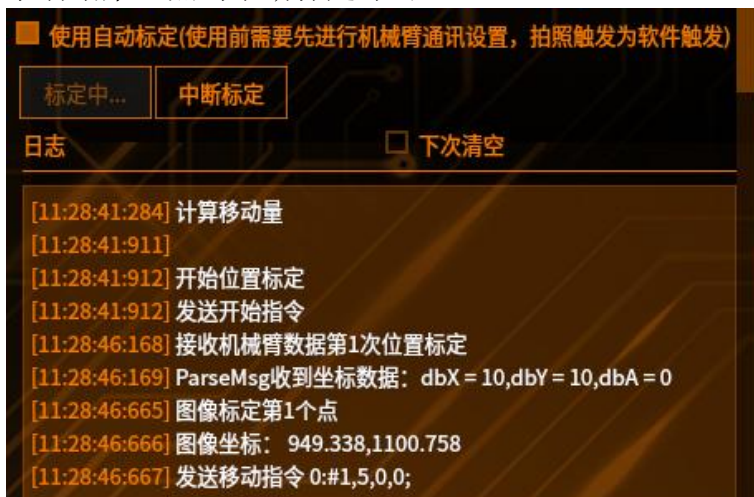 使用自动标定(使用前需要先进行机械臂通讯设置，拍照触发为软件触发)
标定中... 中断标定
日志 下次清空
[11:28:41:284] 计算移动量
[11:28:41:911]
[11:28:41:912] 开始位置标定
[11:28:41:912] 发送开始指令
[11:28:46:168] 接收机械臂数据第1次位置标定
[11:28:46:169] ParseMsg收到坐标数据：dbX = 10,dbY = 10,dbA = 0
[11:28:46:665] 图像标定第1个点
[11:28:46:666] 图像坐标： 949.338,1100.758
[11:28:46:667] 发送移动指令 0:#1,5,0,0;